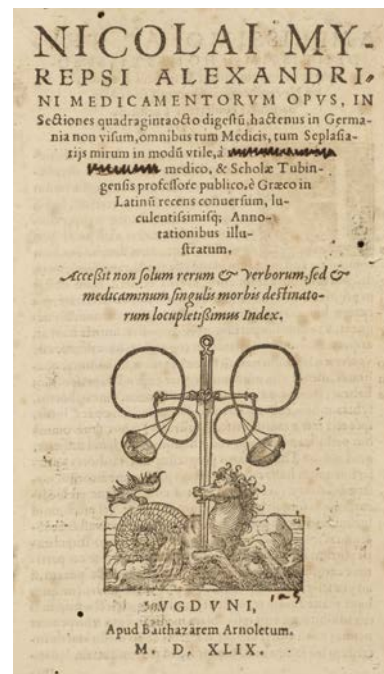 NICOLAI MY-
REPSI ALEXANDRI-
NI MEDICAMENTORVM OPVS, IN
Sectiones quadragintaocto digestũ, hactenus in Germa-
nia non visum, omnibus tum Medicis, tum Seplasia-
rijs mirum in modũ vtile, à
medico, & Scholæ Tubin-
gensis professore publico, è Græco in
Latinũ recens conuersum, lu-
culentissimisq; Anno-
tationibus illu-
stratum.
Accessit non solum rerum & verborum, sed &
medicaminum singulis morbis destinato-
rum locupletissimus Index.
VGDVNI,
Apud Balthazarem Arnoletum.
M. D. XLIX.